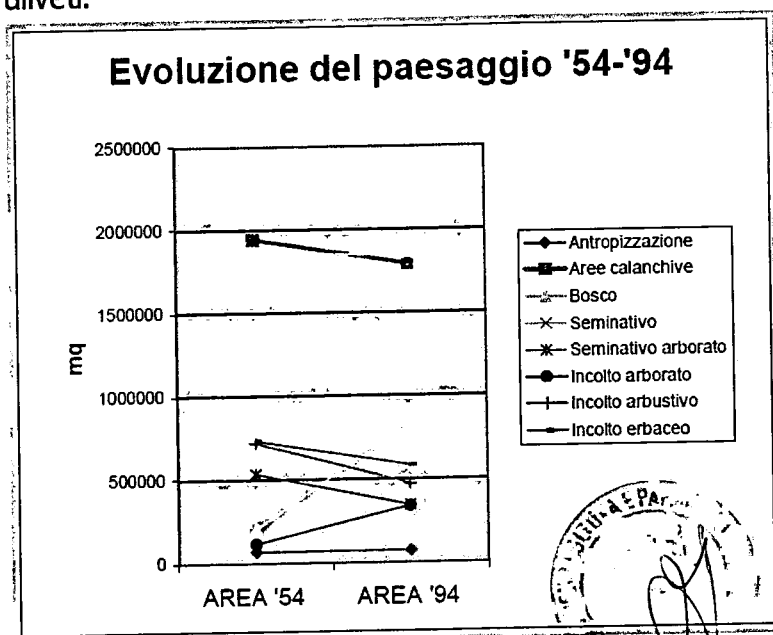 Evoluzione del paesaggio '54-'94
2500000
2000000
1500000
1000000
500000
0
mq
AREA '54
AREA '94
Antropizzazione
Aree calanchive
Bosco
Seminativo
Seminativo arborato
Incolto arborato
Incolto arbustivo
Incolto erbaceo